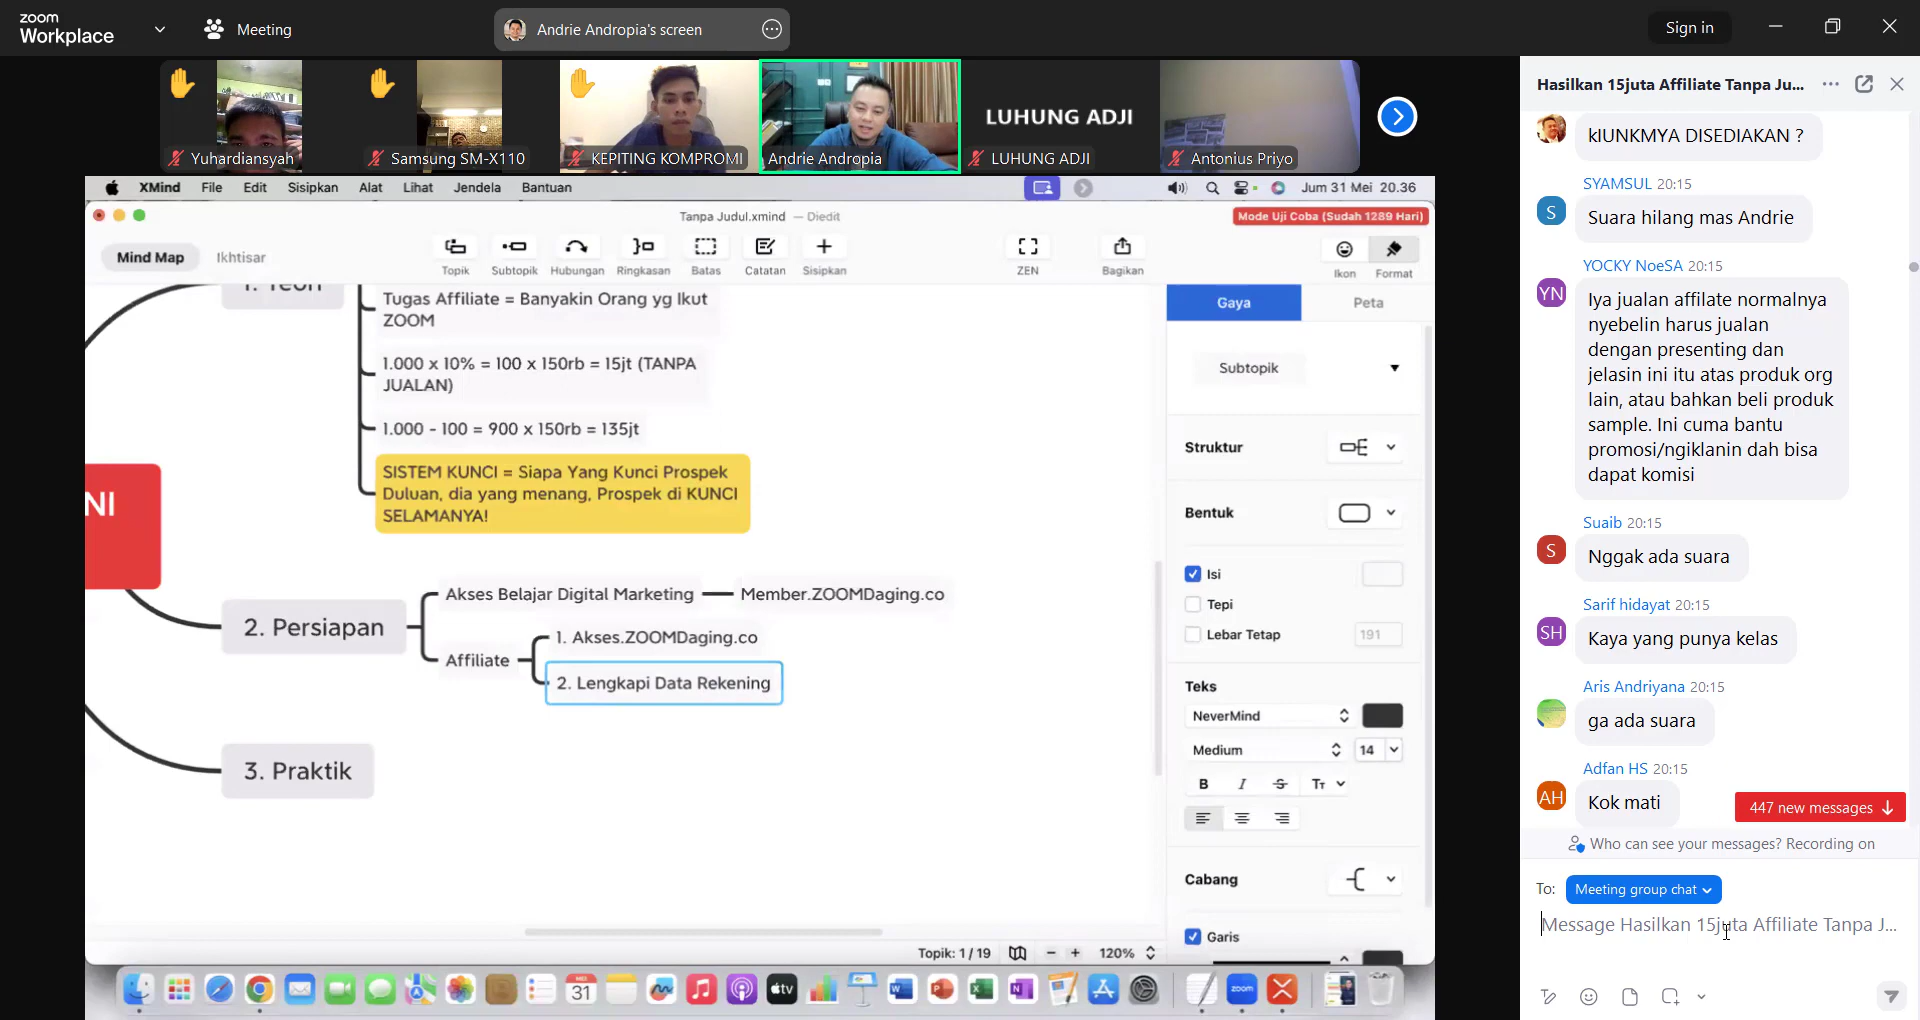 zoom
Workplace
Meeting
Andrie Andropia's screen
Sign in
Yuhardiansyah
Samsung SM-X110
KEPITING KOMPROMI
Andrie Andropia
LUHUNG ADJI
LUHUNG ADJI
Antonius Priyo
XMind File Edit Sisipkan Alat Lihat Jendela Bantuan
Jum 31 Mei 20.36
Tanpa Judul.xmind — Diedit
Mode Uji Coba (Sudah 1289 Hari)
Mind Map
Ikhtisar
Topik
Subtopik
Hubungan
Ringkasan
Batas
Catatan
Sisipkan
ZEN
Bagikan
Ikon
Format
1. Teori
Tugas Affiliate = Banyakin Orang yg Ikut
ZOOM
1.000 x 10% = 100 x 150rb = 15jt (TANPA
JUALAN)
1.000 - 100 = 900 x 150rb = 135jt
SISTEM KUNCI = Siapa Yang Kunci Prospek
Duluan, dia yang menang, Prospek di KUNCI
SELAMANYA!
NI
2. Persiapan
Akses Belajar Digital Marketing
Member.ZOOMDaging.co
Affiliate
1. Akses.ZOOMDaging.co
2. Lengkapi Data Rekening
3. Praktik
Topik: 1 / 19
120%
Gaya
Peta
Subtopik
Struktur
Bentuk
Isi
Tepi
Lebar Tetap
191
Teks
NeverMind
Medium
14
B I S Tт
Cabang
Garis
MEI
31
tv
W
P
X
N
zoom
Hasilkan 15juta Affiliate Tanpa Ju...
kIUNKMYA DISEDIAKAN ?
SYAMSUL 20:15
S
Suara hilang mas Andrie
YOCKY NoeSA 20:15
YN
Iya jualan affilate normalnya
nyebelin harus jualan
dengan presenting dan
jelasin ini itu atas produk org
lain, atau bahkan beli produk
sample. Ini cuma bantu
promosi/ngiklanin dah bisa
dapat komisi
Suaib 20:15
S
Nggak ada suara
Sarif hidayat 20:15
SH
Kaya yang punya kelas
Aris Andriyana 20:15
ga ada suara
Adfan HS 20:15
AH
Kok mati
447 new messages
Who can see your messages? Recording on
To: Meeting group chat
Message Hasilkan 15juta Affiliate Tanpa J...